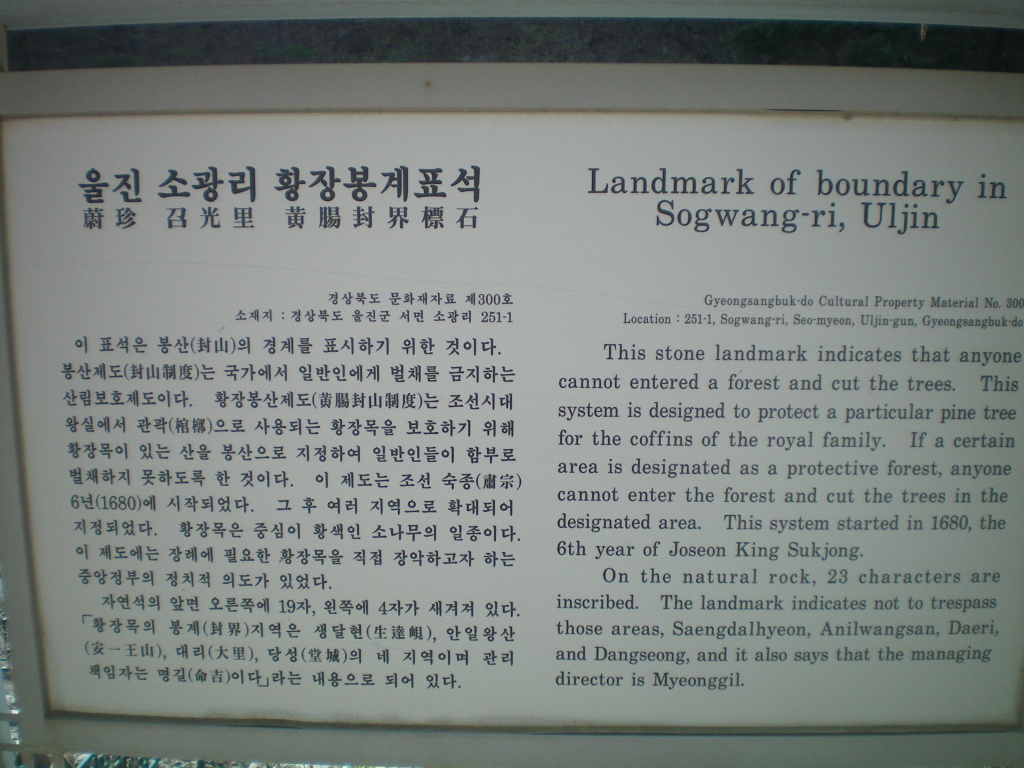 울진 소광리 황장봉계표석
蔚珍 召光里 黄腸封界標石
경상북도 문화재자료 제300호
소재지 : 경상북도 울진군 서면 소광리 251-1
이 표석은 봉산(封山)의 경계를 표시하기 위한 것이다.
봉산제도(封山制度)는 국가에서 일반인에게 벌채를 금지하는
산림보호제도이다. 황장봉산제도(黄腸封山制度)는 조선시대
왕실에서 관곽(棺槨)으로 사용되는 황장목을 보호하기 위해
황장목이 있는 산을 봉산으로 지정하여 일반인들이 함부로
벌채하지 못하도록 한 것이다. 이 제도는 조선 숙종(肅宗)
6년(1680)에 시작되었다. 그 후 여러 지역으로 확대되어
지정되었다. 황장목은 중심이 황색인 소나무의 일종이다.
이 제도에는 장례에 필요한 황장목을 직접 장악하고자 하는
중앙정부의 정치적 의도가 있었다.
자연석의 앞면 오른쪽에 19자, 왼쪽에 4자가 새겨져 있다.
「황장목의 봉계(封界)지역은 생달현(生達峴), 안일왕산
(安一王山), 대리(大里), 당성(堂城)의 네 지역이며 관리
책임자는 명길(命吉)이다」라는 내용으로 되어 있다.
Landmark of boundary in
Sogwang-ri, Uljin
Gyeongsangbuk-do Cultural Property Material No. 300
Location : 251-1, Sogwang-ri, Seo-myeon, Uljin-gun, Gyeongsangbuk-do
This stone landmark indicates that anyone
cannot entered a forest and cut the trees. This
system is designed to protect a particular pine tree
for the coffins of the royal family. If a certain
area is designated as a protective forest, anyone
cannot enter the forest and cut the trees in the
designated area. This system started in 1680, the
6th year of Joseon King Sukjong.
On the natural rock, 23 characters are
inscribed. The landmark indicates not to trespass
those areas, Saengdalhyeon, Anilwangsan, Daeri,
and Dangseong, and it also says that the managing
director is Myeonggil.